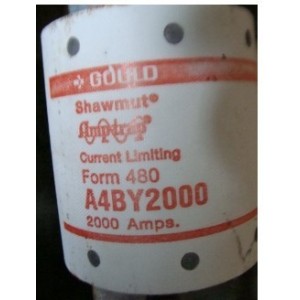 GOULD
Shawmut®
Amp-trap®
Current Limiting
Form 480
A4BY2000
2000 Amps.